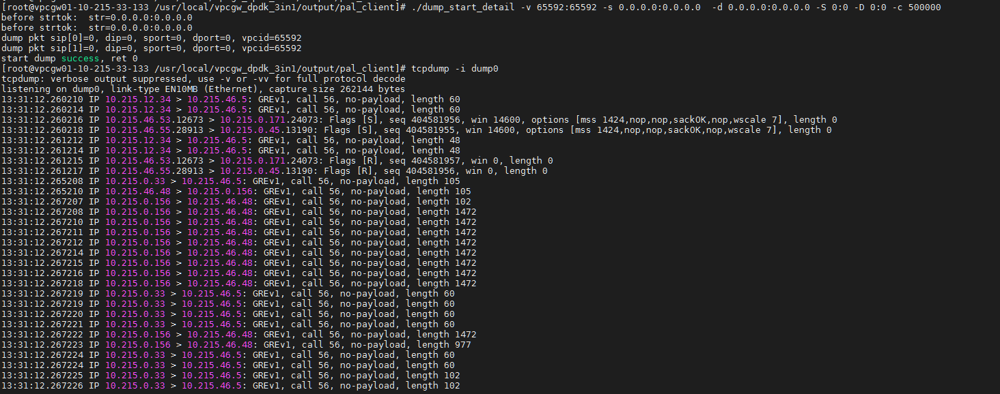 [root@vpcgw01-10-215-33-133 /usr/local/vpcgw_dpdk_3in1/output/pal_client]# ./dump_start_detail -v 65592:65592 -s 0.0.0.0:0.0.0.0  -d 0.0.0.0:0.0.0.0 -S 0:0 -D 0:0 -c 500000
before strtok:  str=0.0.0.0:0.0.0.0
before strtok:  str=0.0.0.0:0.0.0.0
dump pkt sip[0]=0, dip=0, sport=0, dport=0, vpcid=65592
dump pkt sip[1]=0, dip=0, sport=0, dport=0, vpcid=65592
start dump success, ret 0
[root@vpcgw01-10-215-33-133 /usr/local/vpcgw_dpdk_3in1/output/pal_client]# tcpdump -i dump0
tcpdump: verbose output suppressed, use -v or -vv for full protocol decode
listening on dump0, link-type EN10MB (Ethernet), capture size 262144 bytes
13:31:12.260210 IP 10.215.12.34 > 10.215.46.5: GREv1, call 56, no-payload, length 60
13:31:12.260214 IP 10.215.12.34 > 10.215.46.5: GREv1, call 56, no-payload, length 60
13:31:12.260216 IP 10.215.46.53.12673 > 10.215.0.171.24073: Flags [S], seq 404581956, win 14600, options [mss 1424,nop,nop,sackOK,nop,wscale 7], length 0
13:31:12.260218 IP 10.215.46.55.28913 > 10.215.0.45.13190: Flags [S], seq 404581955, win 14600, options [mss 1424,nop,nop,sackOK,nop,wscale 7], length 0
13:31:12.261212 IP 10.215.12.34 > 10.215.46.5: GREv1, call 56, no-payload, length 48
13:31:12.261214 IP 10.215.12.34 > 10.215.46.5: GREv1, call 56, no-payload, length 48
13:31:12.261215 IP 10.215.46.53.12673 > 10.215.0.171.24073: Flags [R], seq 404581957, win 0, length 0
13:31:12.261217 IP 10.215.46.55.28913 > 10.215.0.45.13190: Flags [R], seq 404581956, win 0, length 0
13:31:12.265208 IP 10.215.0.33 > 10.215.46.5: GREv1, call 56, no-payload, length 105
13:31:12.265210 IP 10.215.46.48 > 10.215.0.156: GREv1, call 56, no-payload, length 105
13:31:12.267207 IP 10.215.0.156 > 10.215.46.48: GREv1, call 56, no-payload, length 102
13:31:12.267208 IP 10.215.0.156 > 10.215.46.48: GREv1, call 56, no-payload, length 1472
13:31:12.267210 IP 10.215.0.156 > 10.215.46.48: GREv1, call 56, no-payload, length 1472
13:31:12.267211 IP 10.215.0.156 > 10.215.46.48: GREv1, call 56, no-payload, length 1472
13:31:12.267212 IP 10.215.0.156 > 10.215.46.48: GREv1, call 56, no-payload, length 1472
13:31:12.267214 IP 10.215.0.156 > 10.215.46.48: GREv1, call 56, no-payload, length 1472
13:31:12.267215 IP 10.215.0.156 > 10.215.46.48: GREv1, call 56, no-payload, length 1472
13:31:12.267216 IP 10.215.0.156 > 10.215.46.48: GREv1, call 56, no-payload, length 1472
13:31:12.267218 IP 10.215.0.156 > 10.215.46.48: GREv1, call 56, no-payload, length 1472
13:31:12.267219 IP 10.215.0.33 > 10.215.46.5: GREv1, call 56, no-payload, length 60
13:31:12.267219 IP 10.215.0.33 > 10.215.46.5: GREv1, call 56, no-payload, length 60
13:31:12.267220 IP 10.215.0.33 > 10.215.46.5: GREv1, call 56, no-payload, length 60
13:31:12.267221 IP 10.215.0.33 > 10.215.46.5: GREv1, call 56, no-payload, length 60
13:31:12.267222 IP 10.215.0.156 > 10.215.46.48: GREv1, call 56, no-payload, length 1472
13:31:12.267223 IP 10.215.0.156 > 10.215.46.48: GREv1, call 56, no-payload, length 977
13:31:12.267224 IP 10.215.0.33 > 10.215.46.5: GREv1, call 56, no-payload, length 60
13:31:12.267224 IP 10.215.0.33 > 10.215.46.5: GREv1, call 56, no-payload, length 60
13:31:12.267225 IP 10.215.0.33 > 10.215.46.5: GREv1, call 56, no-payload, length 102
13:31:12.267226 IP 10.215.0.33 > 10.215.46.5: GREv1, call 56, no-payload, length 102